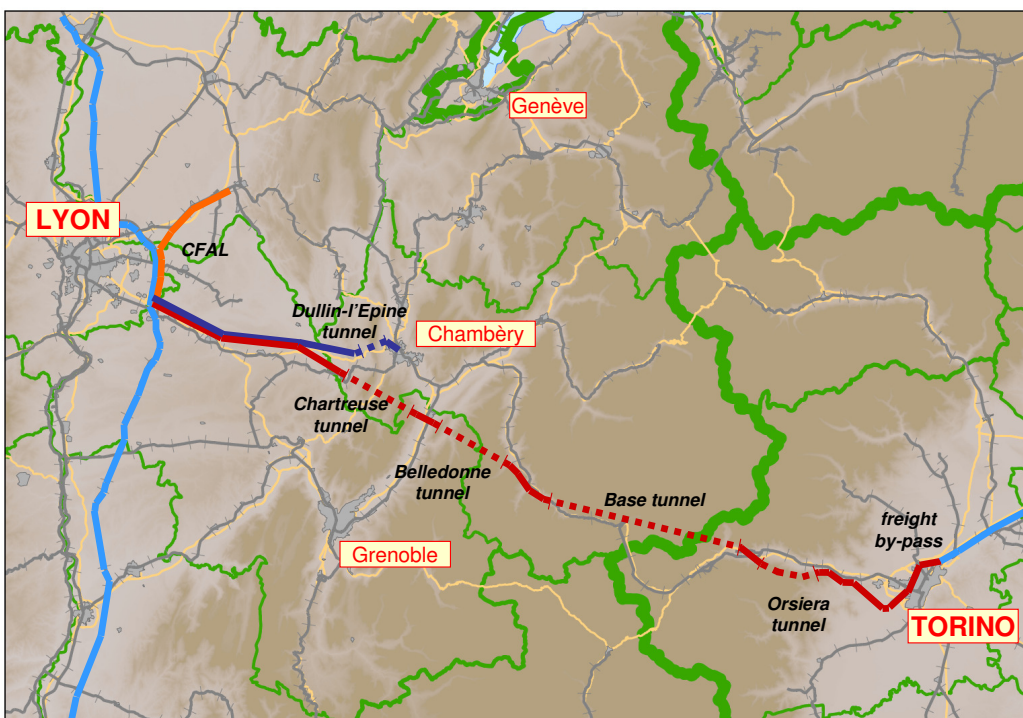 Genève
LYON
CFAL
Dullin-l'Epine
tunnel
Chambèry
Chartreuse
tunnel
Belledonne
tunnel
Base tunnel
freight
by-pass
Grenoble
Orsiera
tunnel
TORINO